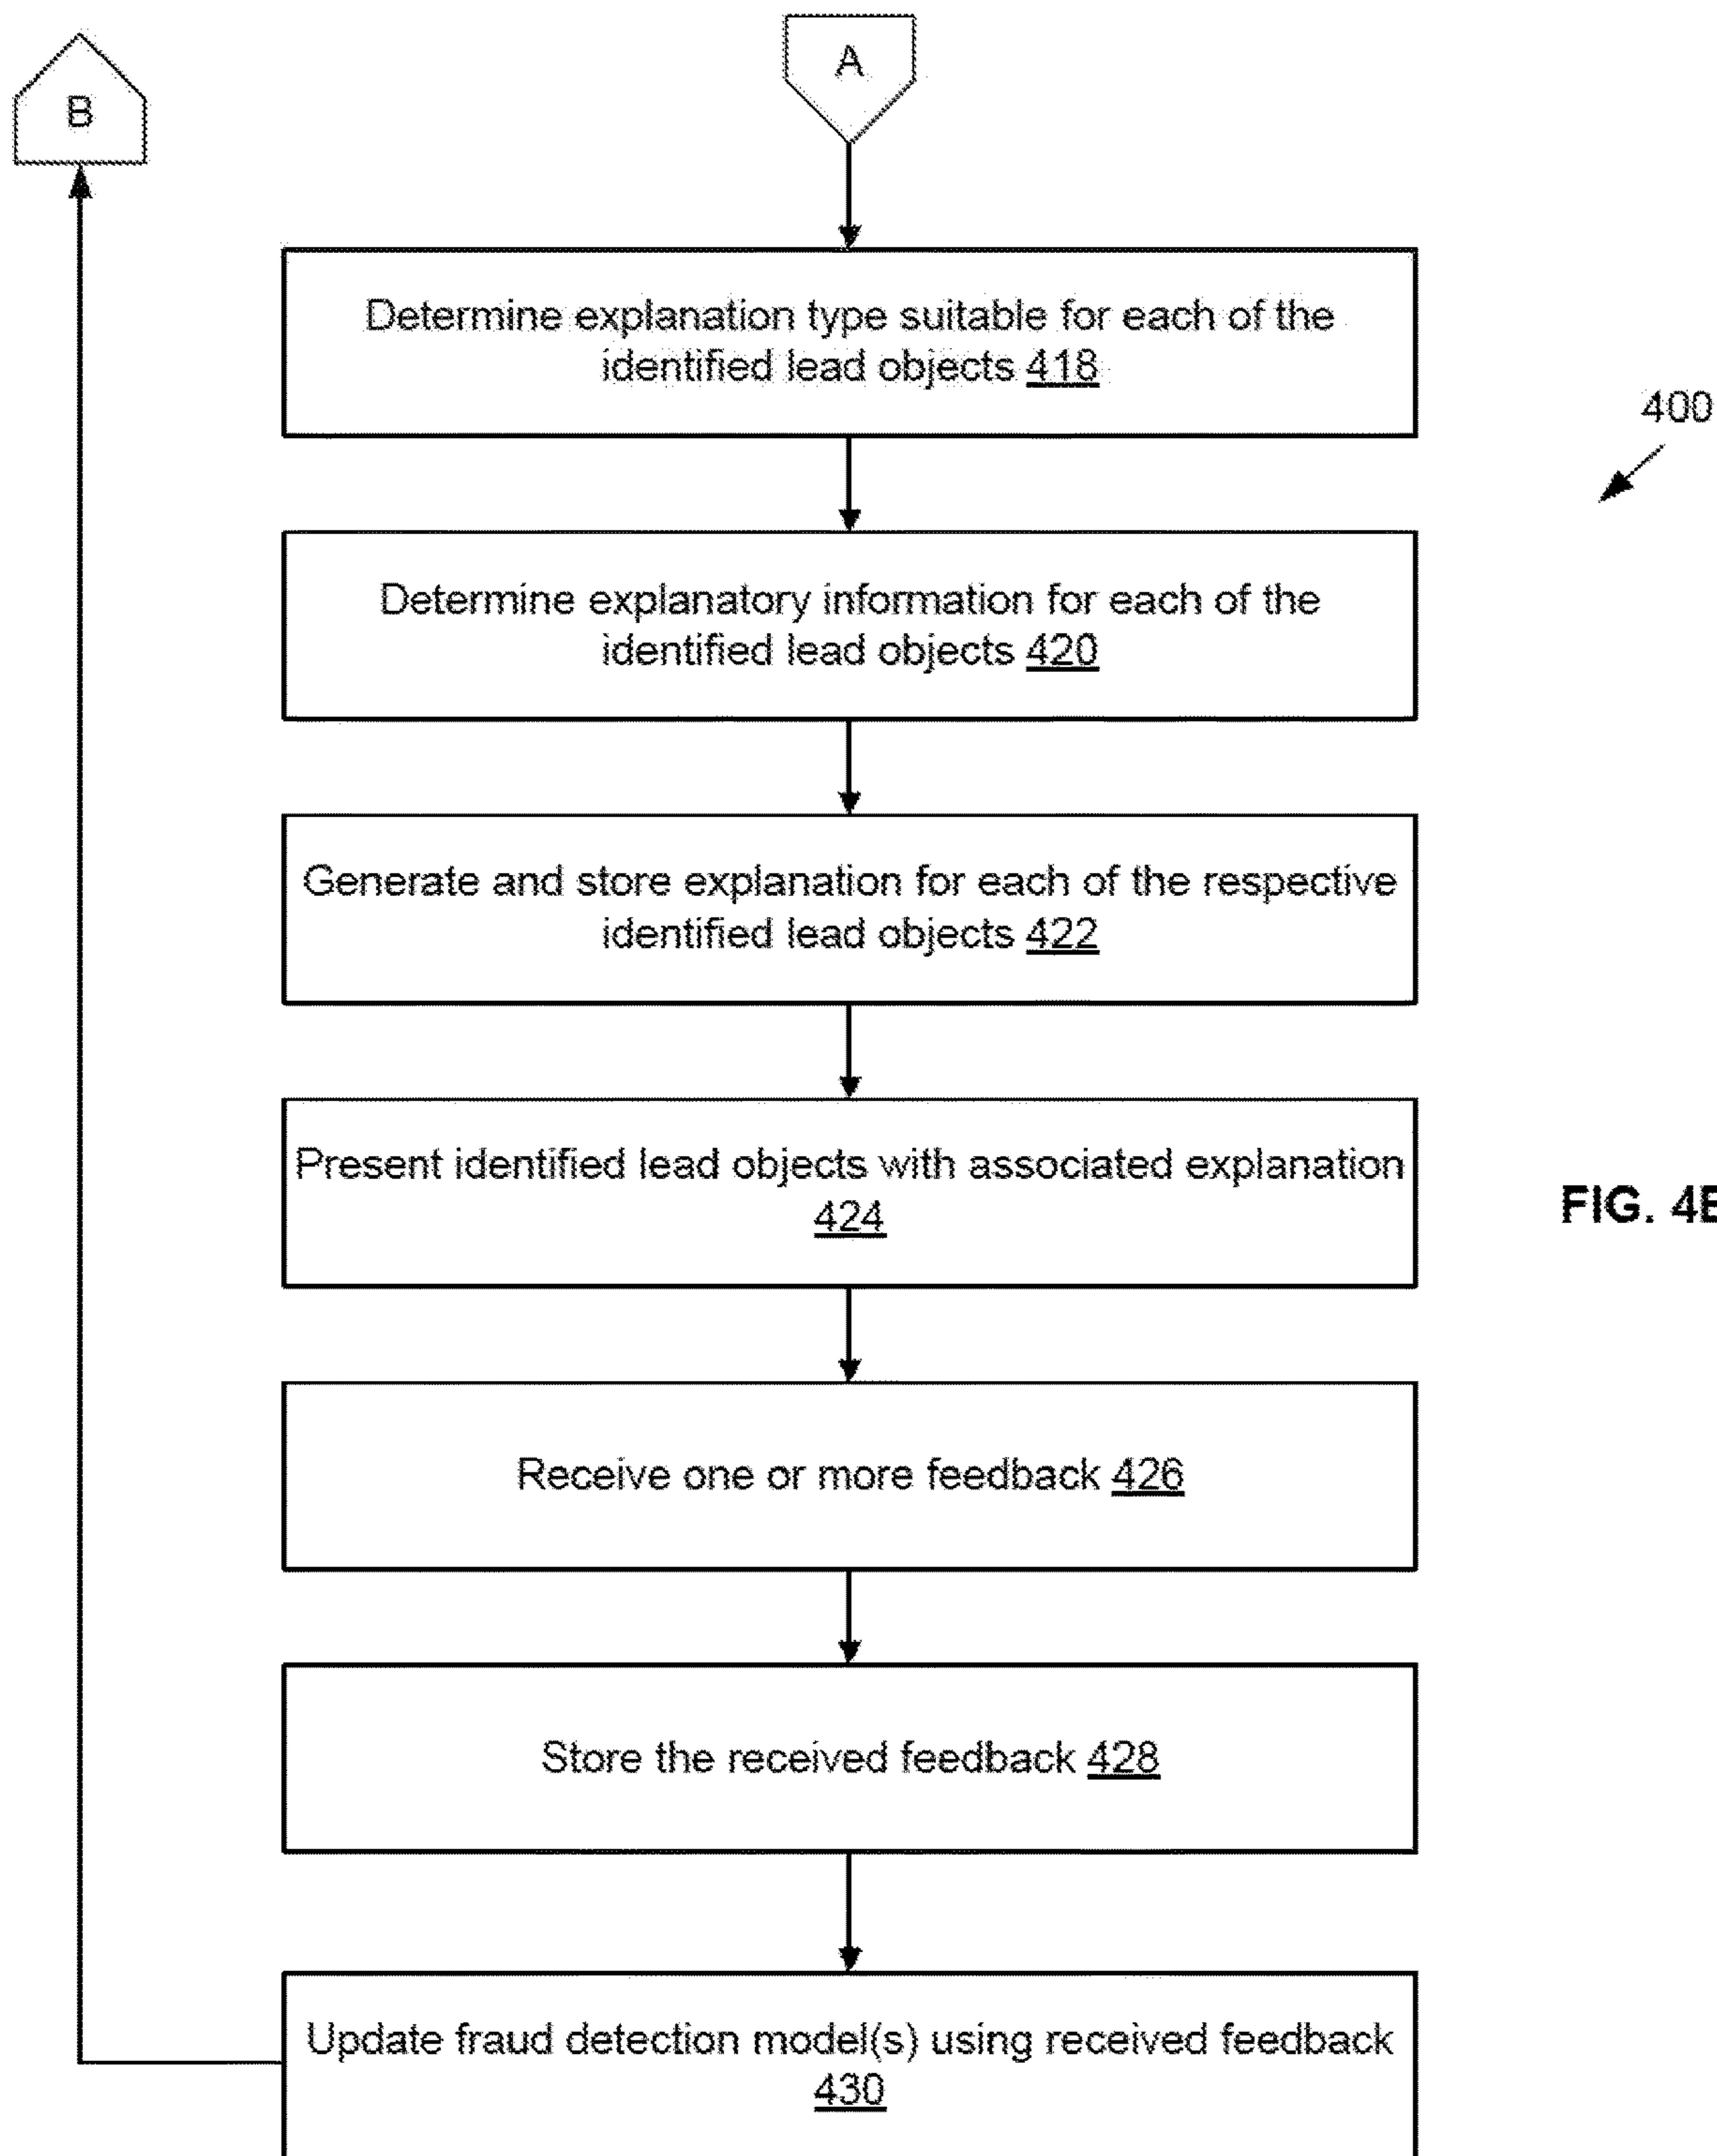 B
A
Determine explanation type suitable for each of the
identified lead objects 418
400
Determine explanatory information for each of the
identified lead objects 420
Generate and store explanation for each of the respective
identified lead objects 422
Present identified lead objects with associated explanation
424
FIG. 4B
Receive one or more feedback 426
Store the received feedback 428
Update fraud detection model(s) using received feedback
430